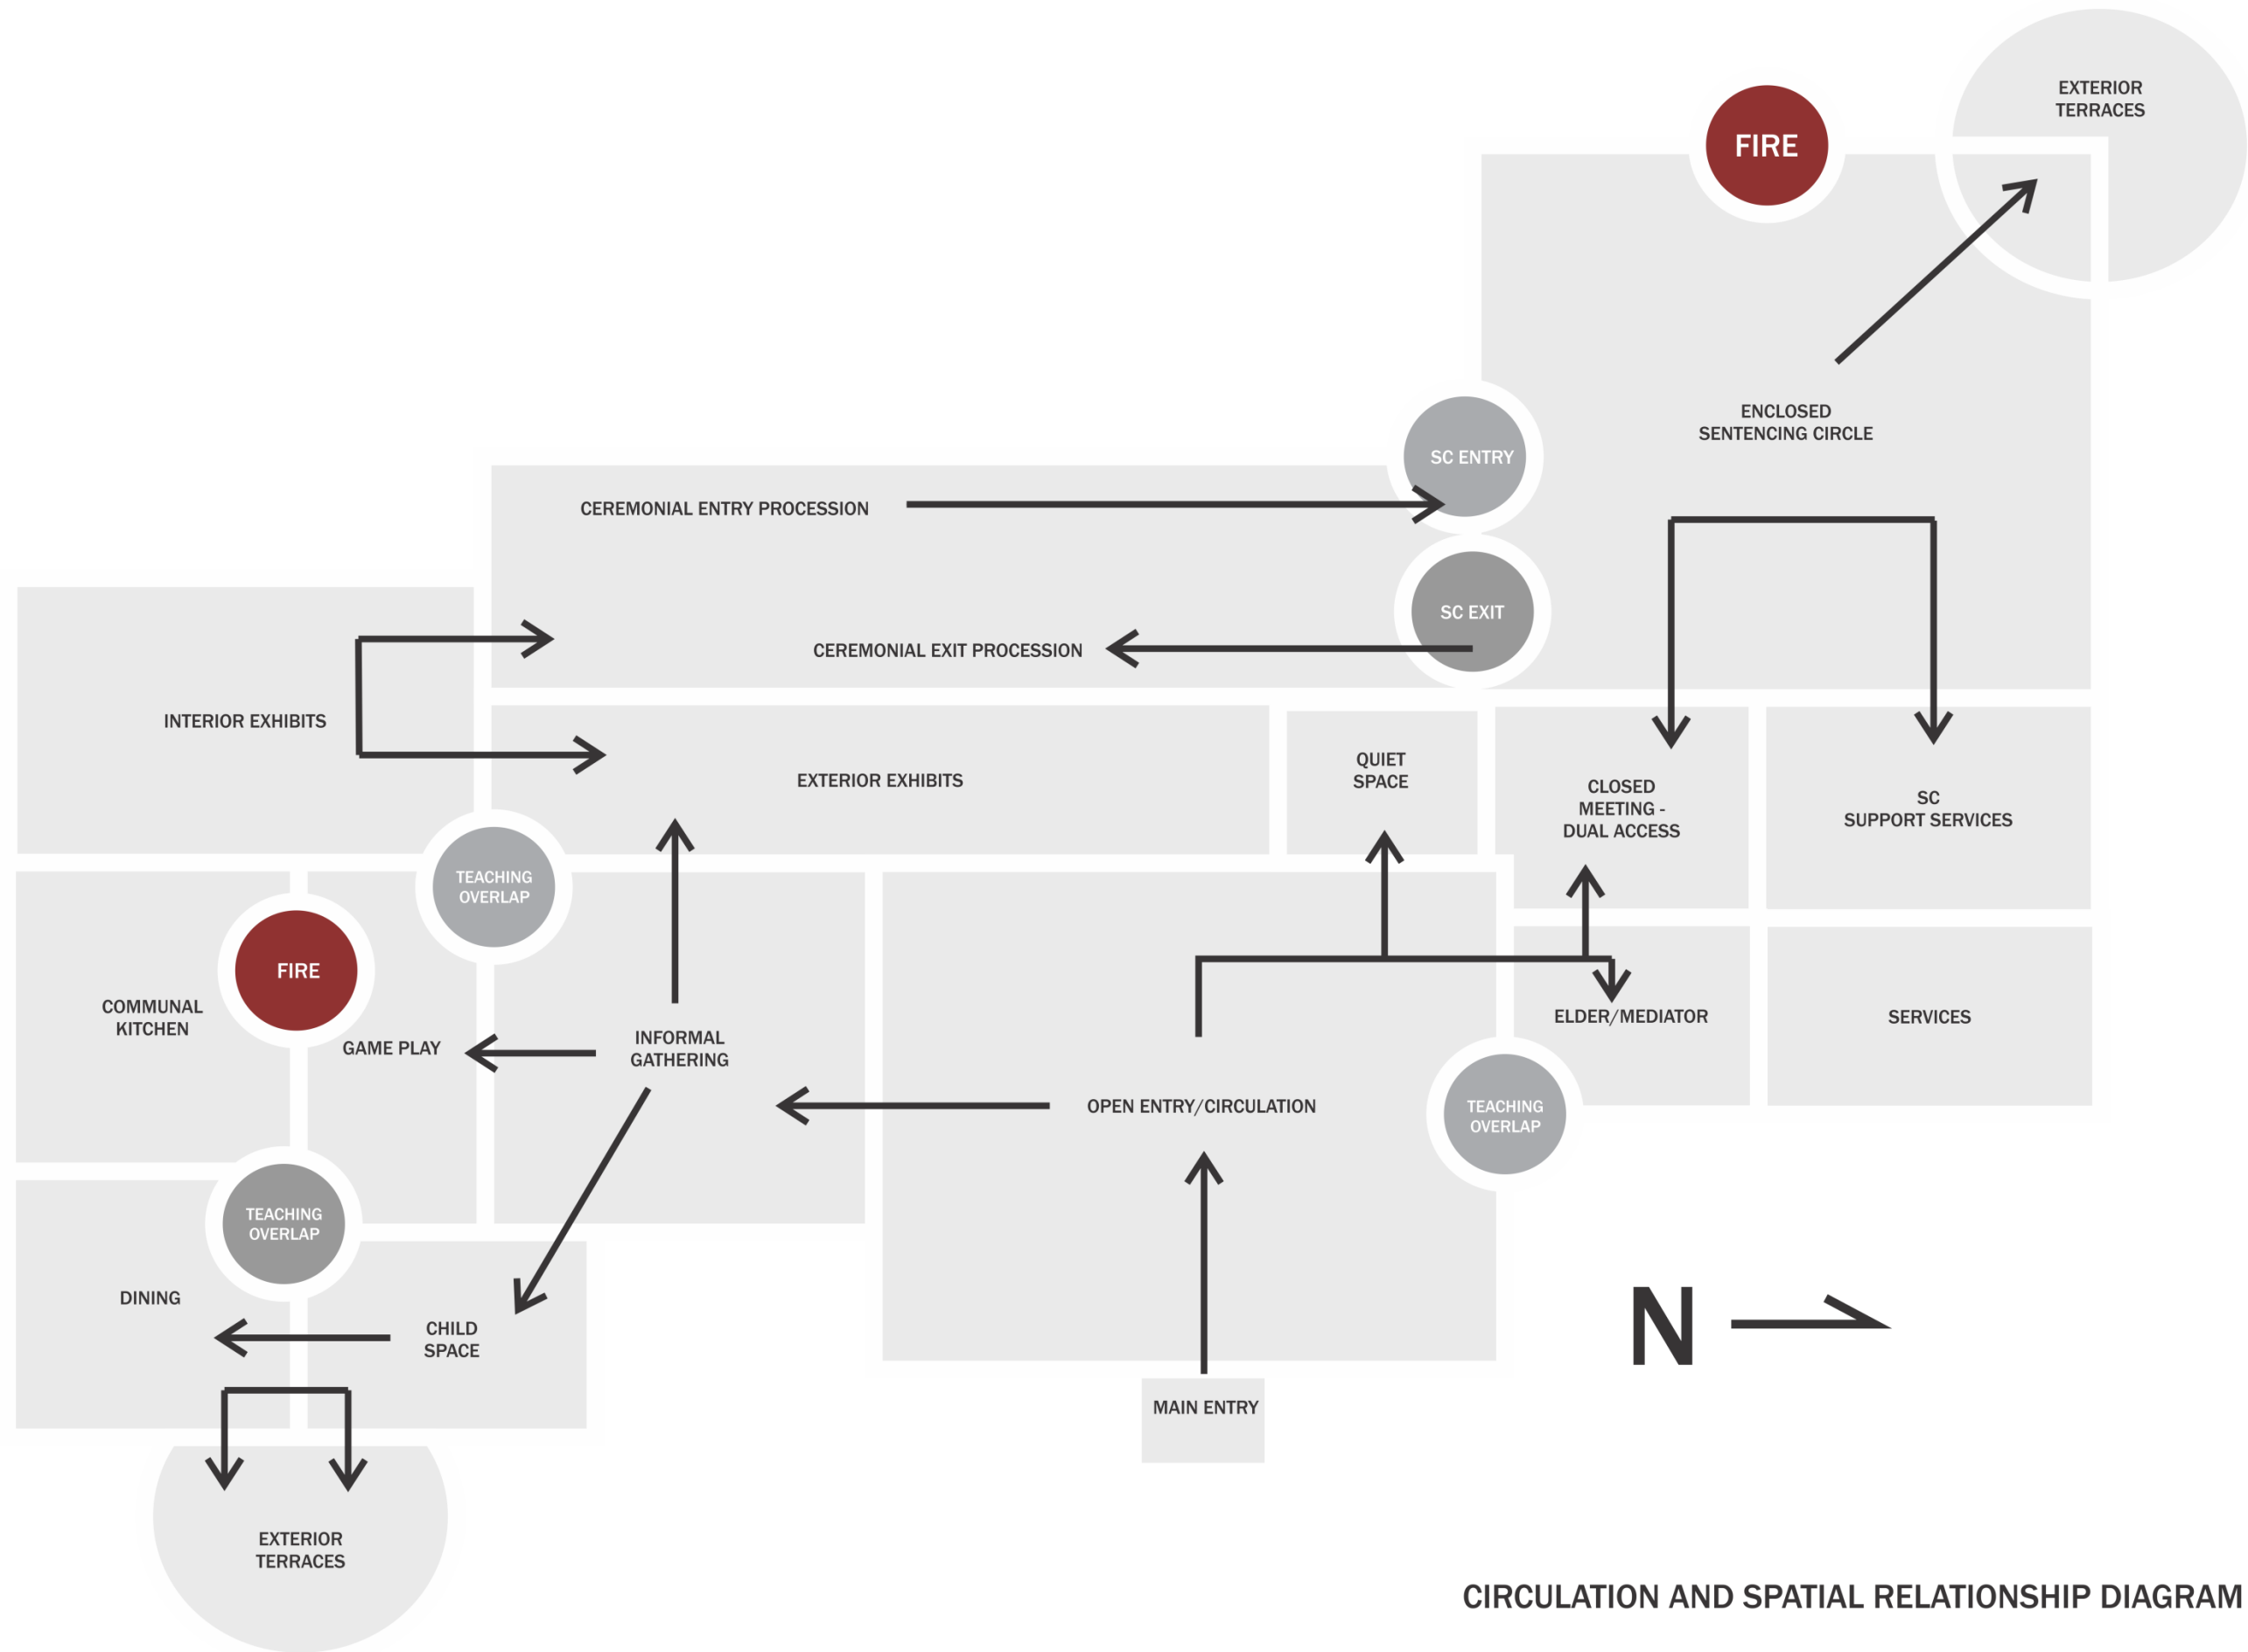 EXTERIOR
TERRACES
FIRE
ENCLOSED
SENTENCING CIRCLE
SC ENTRY
CEREMONIAL ENTRY PROCESSION
SC EXIT
CEREMONIAL EXIT PROCESSION
INTERIOR EXHIBITS
EXTERIOR EXHIBITS
QUIET
SPACE
CLOSED
MEETING -
DUAL ACCESS
SC
SUPPORT SERVICES
TEACHING
OVERLAP
FIRE
COMMUNAL
KITCHEN
GAME PLAY
INFORMAL
GATHERING
ELDER/MEDIATOR
SERVICES
OPEN ENTRY/CIRCULATION
TEACHING
OVERLAP
TEACHING
OVERLAP
DINING
CHILD
SPACE
N
MAIN ENTRY
EXTERIOR
TERRACES
CIRCULATION AND SPATIAL RELATIONSHIP DIAGRAM